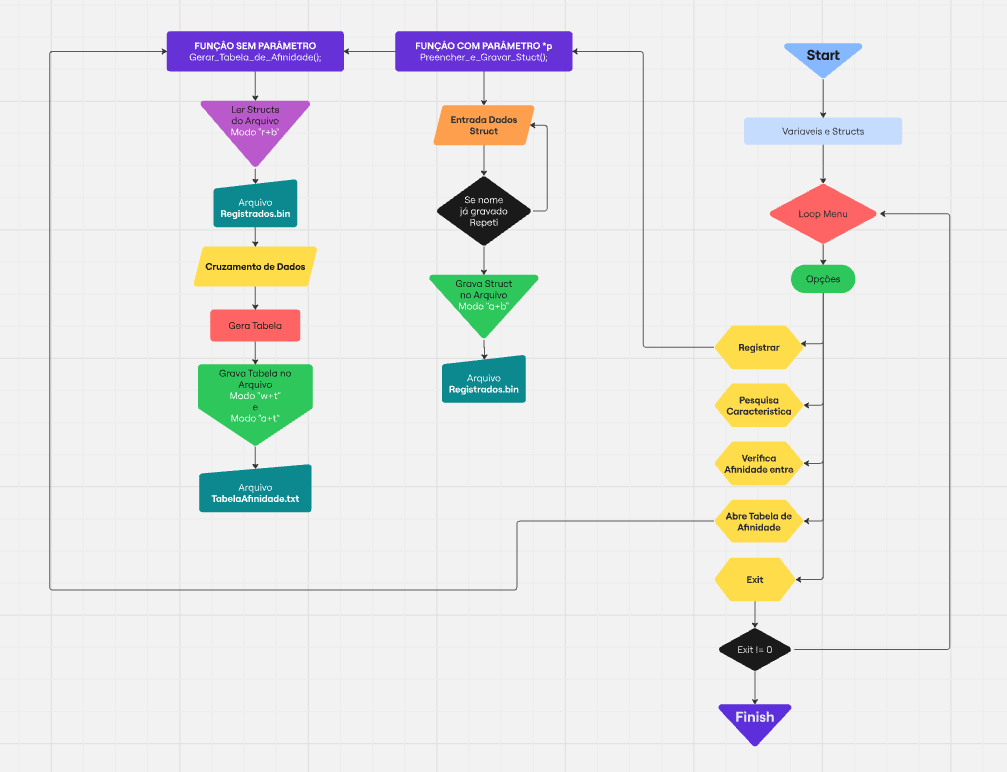 FUNÇÃO SEM PARÂMETRO
Gerar_Tabela_de_Afinidade();
Ler Structs
do Arquivo
Modo "r+b"
Arquivo
Registrados.bin
Cruzamento de Dados
Gera Tabela
Grava Tabela no
Arquivo
Modo "w+t"
e
Modo "a+t"
Arquivo
TabelaAfinidade.txt
FUNÇÃO COM PARÂMETRO *p
Preencher_e_Gravar_Stuct();
Entrada Dados
Struct
Se nome
já gravado
Repeti
Grava Struct
no Arquivo
Modo "a+b"
Arquivo
Registrados.bin
Start
Variaveis e Structs
Loop Menu
Opções
Registrar
Pesquisa
Caracteristica
Verifica
Afinidade entre
Abre Tabela de
Afinidade
Exit
Exit != 0
Finish